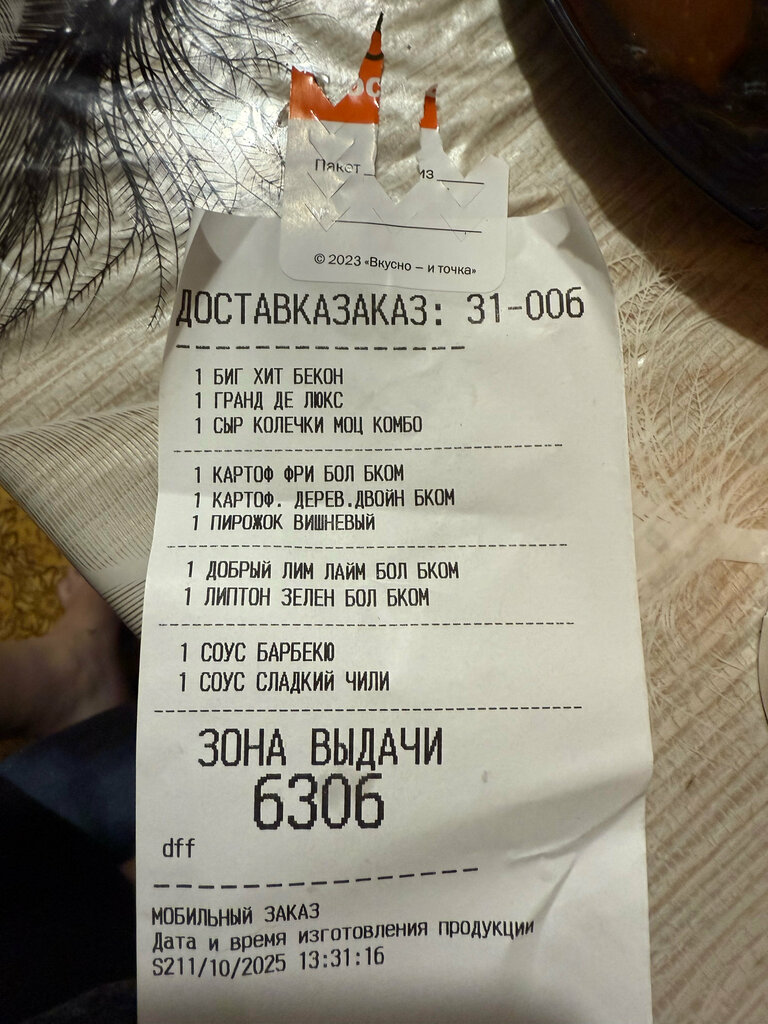 ос
Пакет из
© 2023 «Вкусно – и точка»
ДОСТАВКАЗАКАЗ: 31-006
1 БИГ ХИТ БЕКОН
1 ГРАНД ДЕ ЛЮКС
1 СЫР КОЛЕЧКИ МОЦ КОМБО
1 КАРТОФ ФРИ БОЛ БКОМ
1 КАРТОФ. ДЕРЕВ.ДВОЙН БКОМ
1 ПИРОЖОК ВИШНЕВЫЙ
1 ДОБРЫЙ ЛИМ ЛАЙМ БОЛ БКОМ
1 ЛИПТОН ЗЕЛЕН БОЛ БКОМ
1 СОУС БАРБЕКЮ
1 СОУС СЛАДКИЙ ЧИЛИ
ЗОНА ВЫДАЧИ
6306
dff
МОБИЛЬНЫЙ ЗАКАЗ
Дата и время изготовления продукции
S211/10/2025 13:31:16